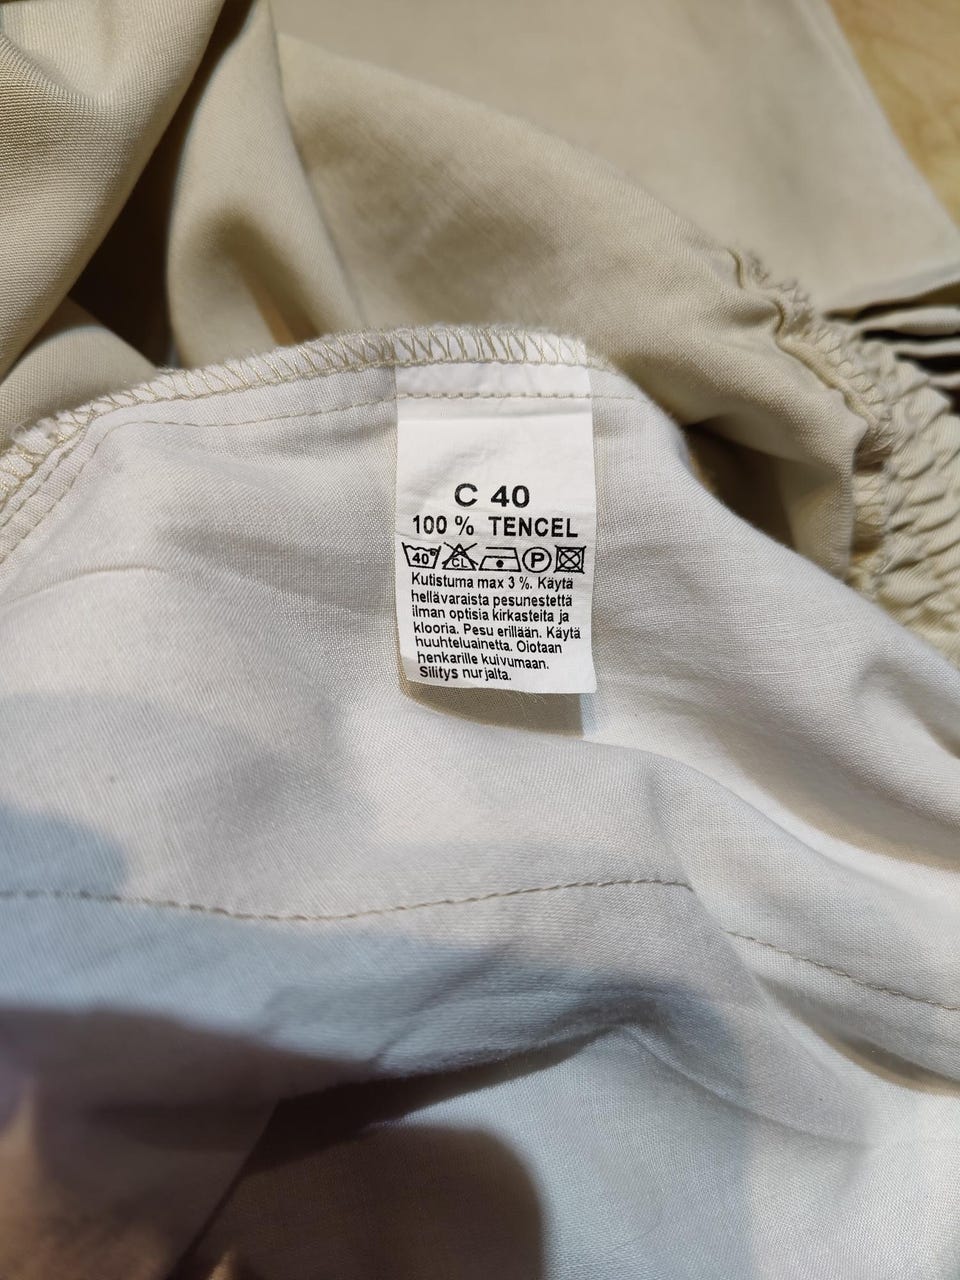 C 40
100 % TENCEL
40° CL P
Kutistuma max 3 %. Käytä
hellävaraista pesunestettä
ilman optisia kirkasteita ja
klooria. Pesu erillään. Käytä
huuhteluainetta. Oiotaan
henkarille kuivumaan.
Silitys nurjalta.